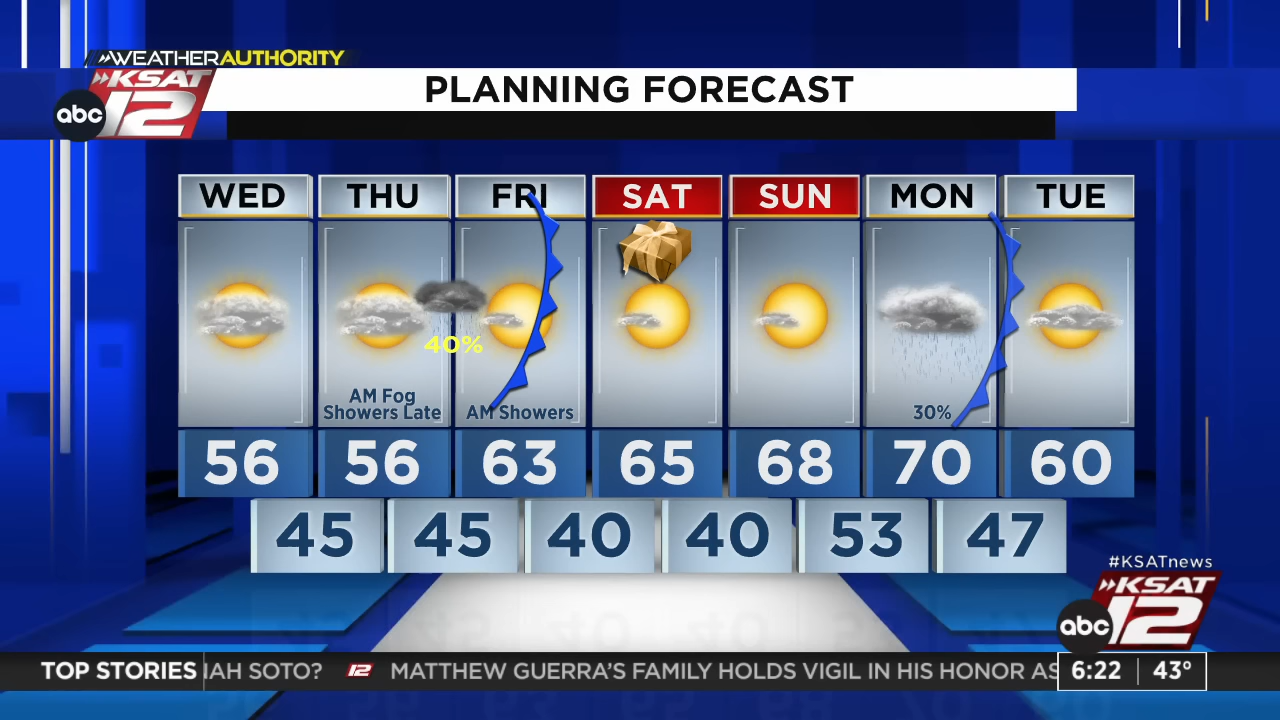 »WEATHERAUTHORITY
»KSAT
12
abc
PLANNING FORECAST
WED THU FRI SAT SUN MON TUE
40%
AM Fog
Showers Late
AM Showers
30%
56 56 63 65 68 70 60
45 45 40 40 53 47
#KSATnews
»KSAT
12
abc
TOP STORIES IAH SOTO? 12 MATTHEW GUERRA'S FAMILY HOLDS VIGIL IN HIS HONOR AS 6:22 43°